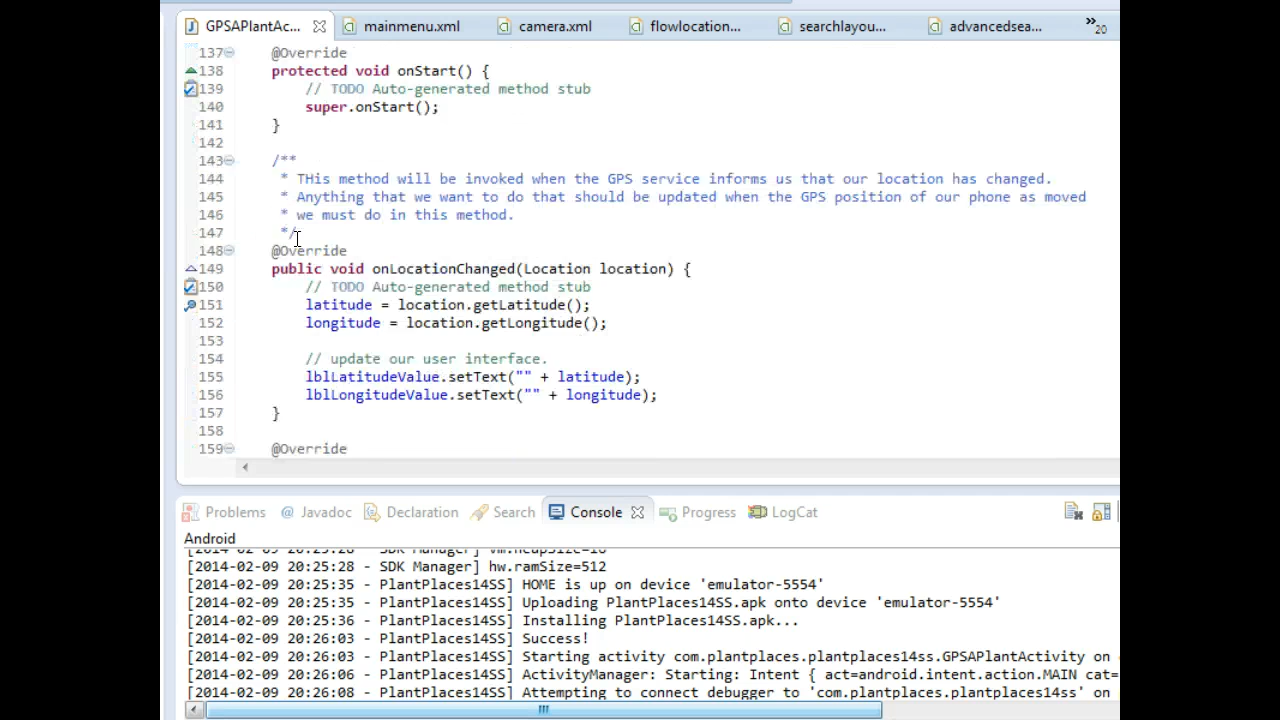 GPSAPlantAc... mainmenu.xml camera.xml flowlocation... searchlayou... advancedsea... »20
137 @Override
138 protected void onStart() {
139 // TODO Auto-generated method stub
140 super.onStart();
141 }
142
143 /**
144 * THis method will be invoked when the GPS service informs us that our location has changed.
145 * Anything that we want to do that should be updated when the GPS position of our phone as moved
146 * we must do in this method.
147 */
148 @Override
149 public void onLocationChanged(Location location) {
150 // TODO Auto-generated method stub
151 latitude = location.getLatitude();
152 longitude = location.getLongitude();
153
154 // update our user interface.
155 lblLatitudeValue.setText("" + latitude);
156 lblLongitudeValue.setText("" + longitude);
157 }
158
159 @Override
Problems @ Javadoc Declaration Search Console Progress LogCat
Android
[2014-02-09 20:25:28 - SDK Manager] vm.heapSize=16
[2014-02-09 20:25:28 - SDK Manager] hw.ramSize=512
[2014-02-09 20:25:35 - PlantPlaces14SS] HOME is up on device 'emulator-5554'
[2014-02-09 20:25:35 - PlantPlaces14SS] Uploading PlantPlaces14SS.apk onto device 'emulator-5554'
[2014-02-09 20:25:36 - PlantPlaces14SS] Installing PlantPlaces14SS.apk...
[2014-02-09 20:26:03 - PlantPlaces14SS] Success!
[2014-02-09 20:26:03 - PlantPlaces14SS] Starting activity com.plantplaces.plantplaces14ss.GPSAPlantActivity on
[2014-02-09 20:26:06 - PlantPlaces14SS] ActivityManager: Starting: Intent { act=android.intent.action.MAIN cat=
[2014-02-09 20:26:08 - PlantPlaces14SS] Attempting to connect debugger to 'com.plantplaces.plantplaces14ss' on